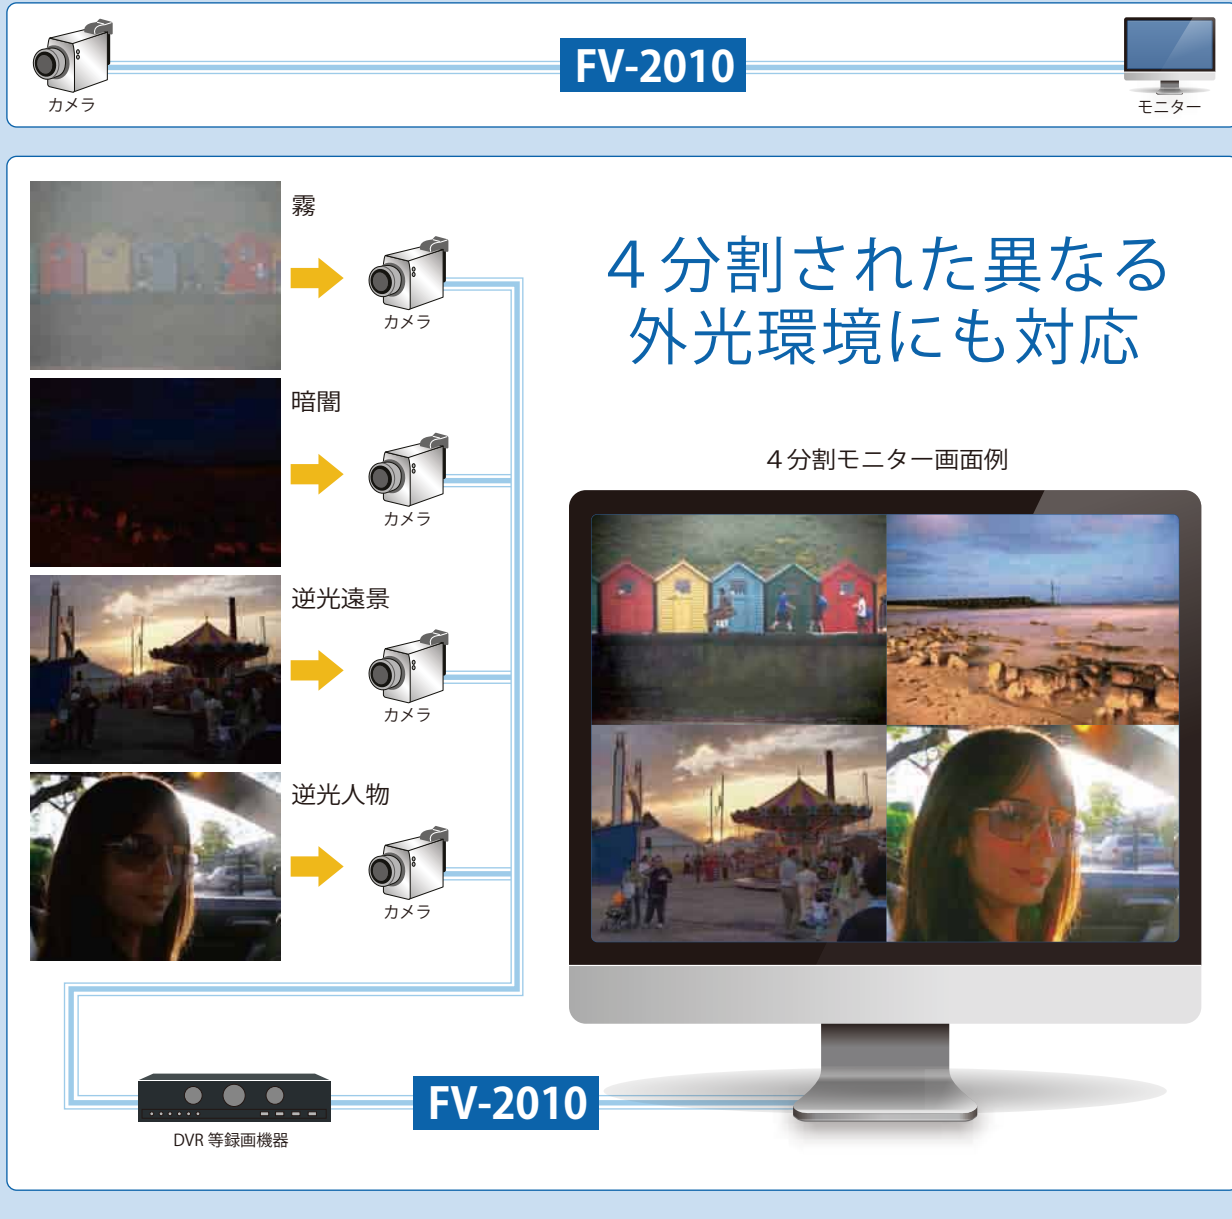 FV-2010
カメラ
モニター
霧
カメラ
４分割された異なる
外光環境にも対応
暗闇
カメラ
４分割モニター画面例
逆光遠景
カメラ
逆光人物
カメラ
FV-2010
DVR 等録画機器